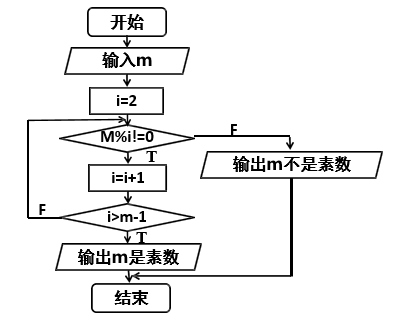 开始
输入m
i=2
M%i!=0
F
T
输出m不是素数
i=i+1
F
i>m-1
T
输出m是素数
结束